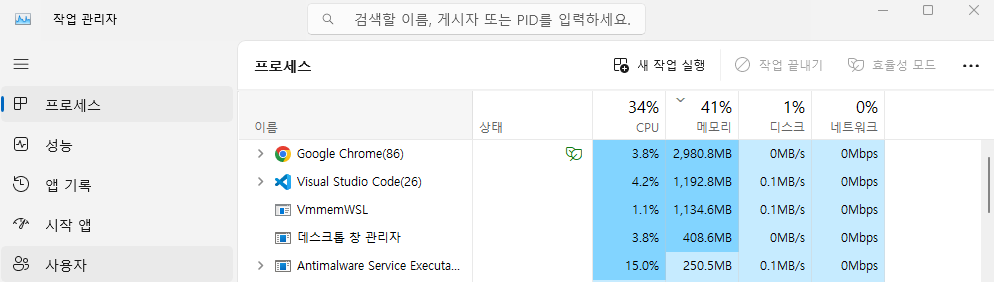 작업 관리자
검색할 이름, 게시자 또는 PID를 입력하세요.
프로세스
새 작업 실행
작업 끝내기
효율성 모드
프로세스
성능
앱 기록
시작 앱
사용자
34% 41% 1% 0%
이름 상태 CPU 메모리 디스크 네트워크
Google Chrome(86) 3.8% 2,980.8MB 0MB/s 0Mbps
Visual Studio Code(26) 4.2% 1,192.8MB 0.1MB/s 0Mbps
VmmemWSL 1.1% 1,134.6MB 0.1MB/s 0Mbps
데스크톱 창 관리자 3.8% 408.6MB 0MB/s 0Mbps
Antimalware Service Executa... 15.0% 250.5MB 0.1MB/s 0Mbps